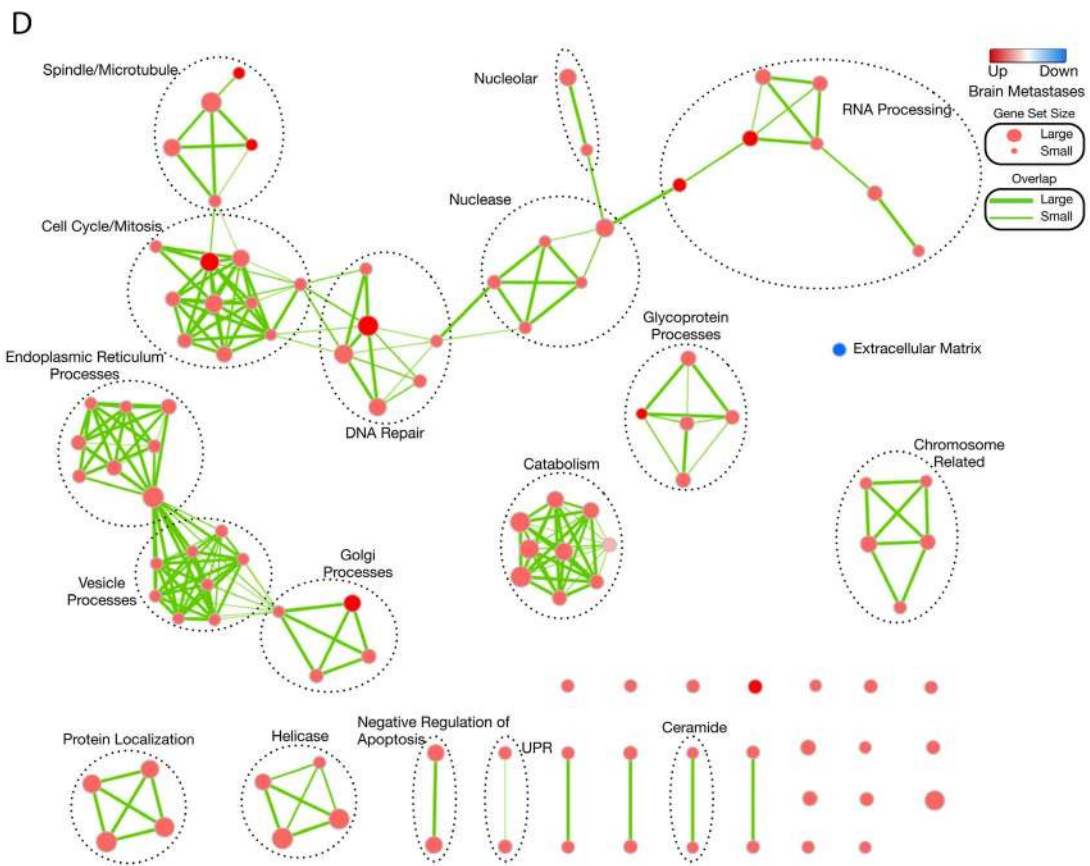 D
Spindle/Microtubule
Nucleolar
RNA Processing
Up Down
Brain Metastases
Gene Set Size
Large
Small
Overlap
Large
Small
Cell Cycle/Mitosis
Nuclease
Endoplasmic Reticulum
Processes
DNA Repair
Glycoprotein
Processes
Extracellular Matrix
Catabolism
Chromosome
Related
Vesicle
Processes
Golgi
Processes
Protein Localization
Helicase
Negative Regulation of
Apoptosis
UPR
Ceramide